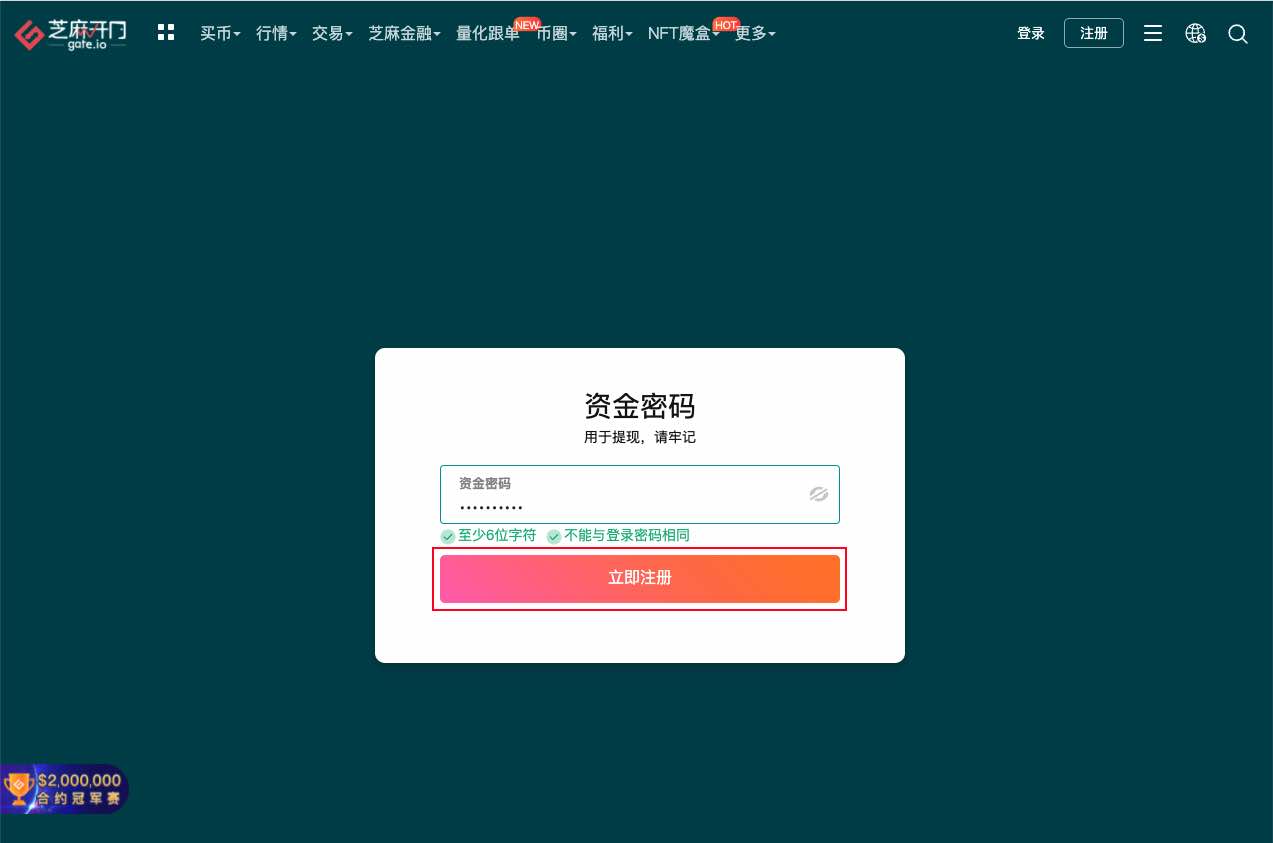 芝麻开门
gate.io
买币 行情 交易 芝麻金融 量化跟单 NEW 币圈 福利 NFT魔盒 HOT 更多 登录 注册
资金密码
用于提现，请牢记
资金密码
••••••••••
至少6位字符 不能与登录密码相同
立即注册
$2,000,000
合约冠军赛